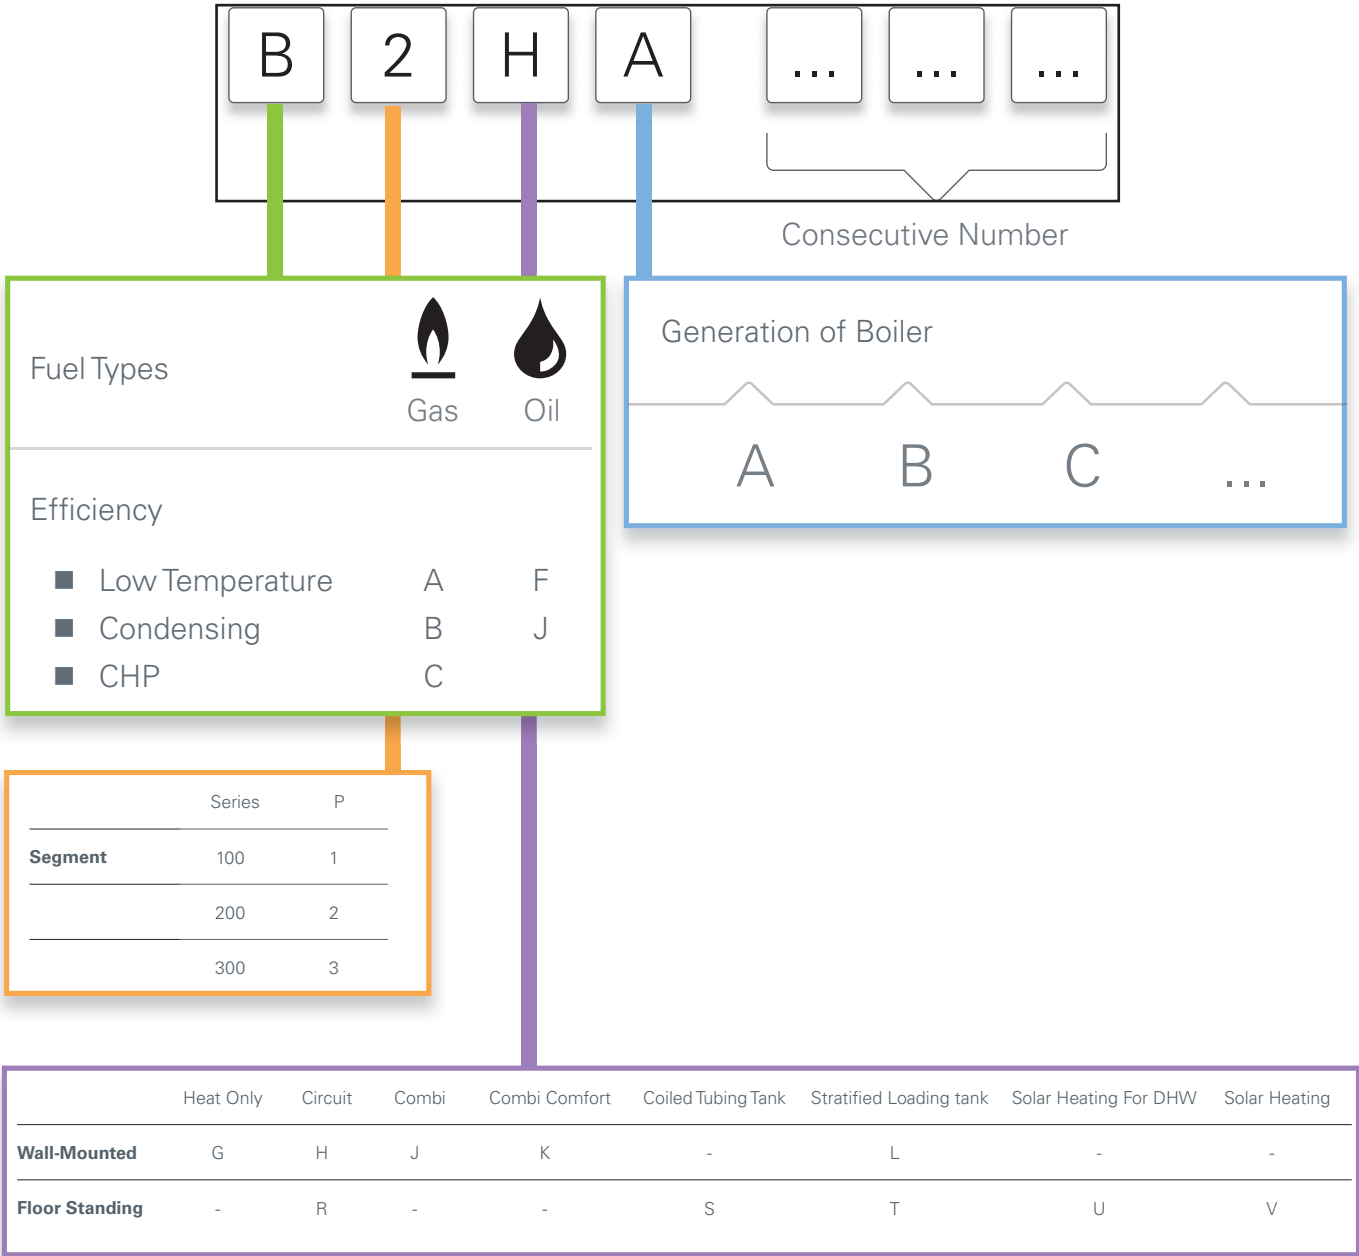 B 2 H A ... ... ...
Consecutive Number
Fuel Types
Gas Oil
Efficiency
Low Temperature A F
Condensing B J
CHP C
Generation of Boiler
A B C ...
Series P
Segment 100 1
200 2
300 3
Heat Only Circuit Combi Combi Comfort Coiled Tubing Tank Stratified Loading tank Solar Heating For DHW Solar Heating
Wall-Mounted G H J K - L - -
Floor Standing - R - - S T U V